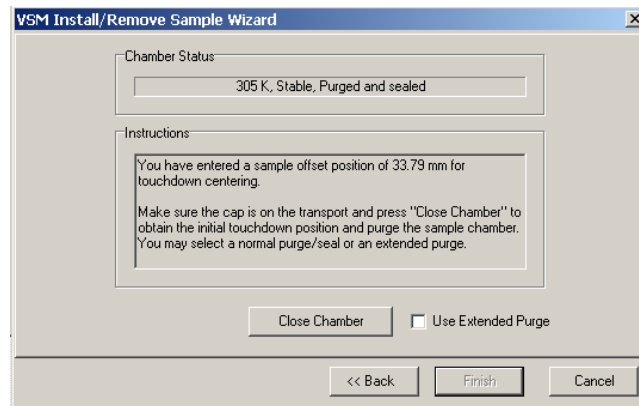 VSM Install/Remove Sample Wizard
Chamber Status
305 K, Stable, Purged and sealed
Instructions
You have entered a sample offset position of 33.79 mm for
touchdown centering.
Make sure the cap is on the transport and press "Close Chamber" to
obtain the initial touchdown position and purge the sample chamber.
You may select a normal purge/seal or an extended purge.
Close Chamber
Use Extended Purge
<< Back
Finish
Cancel